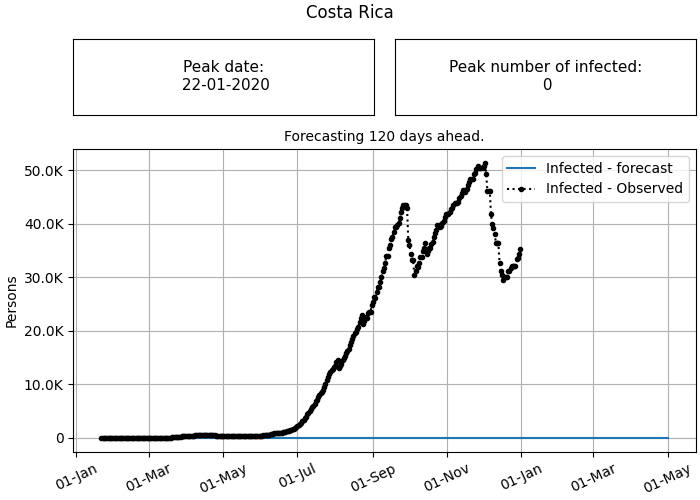 Costa Rica
Peak date:
22-01-2020
Peak number of infected:
0
Forecasting 120 days ahead.
Infected - forecast
Infected - Observed
Persons
50.0K
40.0K
30.0K
20.0K
10.0K
0
01-Jan
01-Mar
01-May
01-Jul
01-Sep
01-Nov
01-Jan
01-Mar
01-May